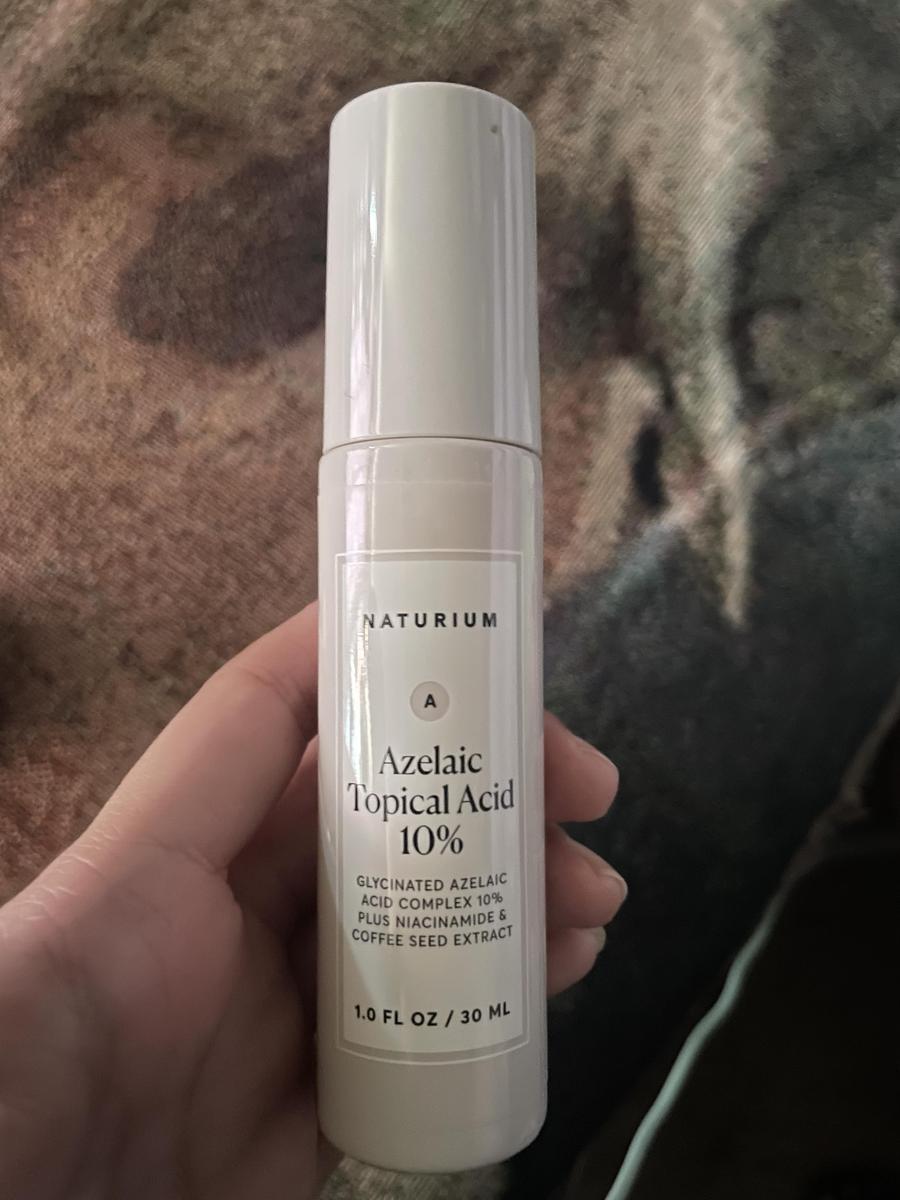 NATURIUM
A
Azelaic
Topical Acid
10%
GLYCINATED AZELAIC
ACID COMPLEX 10%
PLUS NIACINAMIDE &
COFFEE SEED EXTRACT
1.0 FL OZ / 30 ML